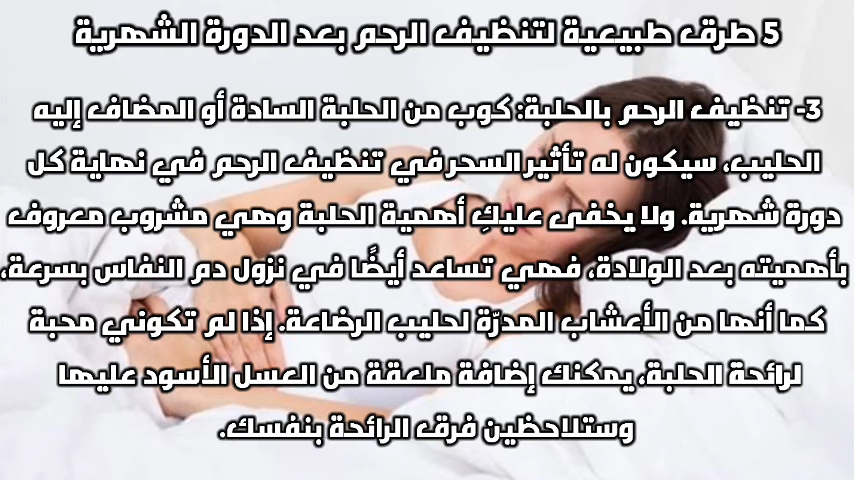 5 طرق طبيعية لتنظيف الرحم بعد الدورة الشهرية
3- تنظيف الرحم بالحلبة: كوب من الحلبة السادة أو المضاف إليه
الحليب، سيكون له تأثير السحر في تنظيف الرحم في نهاية كل
دورة شهرية. ولا يخفى عليكِ أهمية الحلبة وهي مشروب معروف
بأهميته بعد الولادة، فهي تساعد أيضًا في نزول دم النفاس بسرعة،
كما أنها من الأعشاب المدرّة لحليب الرضاعة. إذا لم تكوني محبة
لرائحة الحلبة، يمكنك إضافة ملعقة من العسل الأسود عليها
وستلاحظين فرق الرائحة بنفسك.